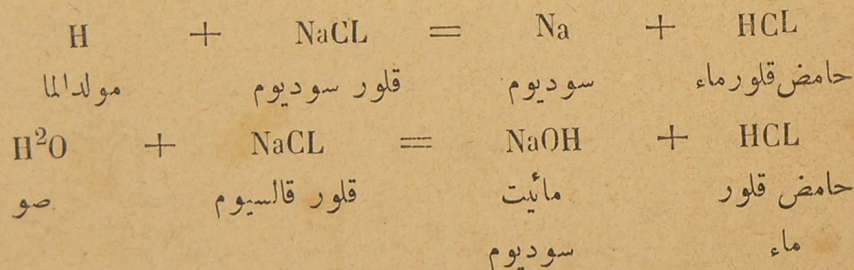 H + NaCL = Na + HCL
مولدالما قلور سوديوم سوديوم حامض قلورماء
H²O + NaCL = NaOH + HCL
صو قلور قالسيوم مائيت حامض قلور
سوديوم ماء